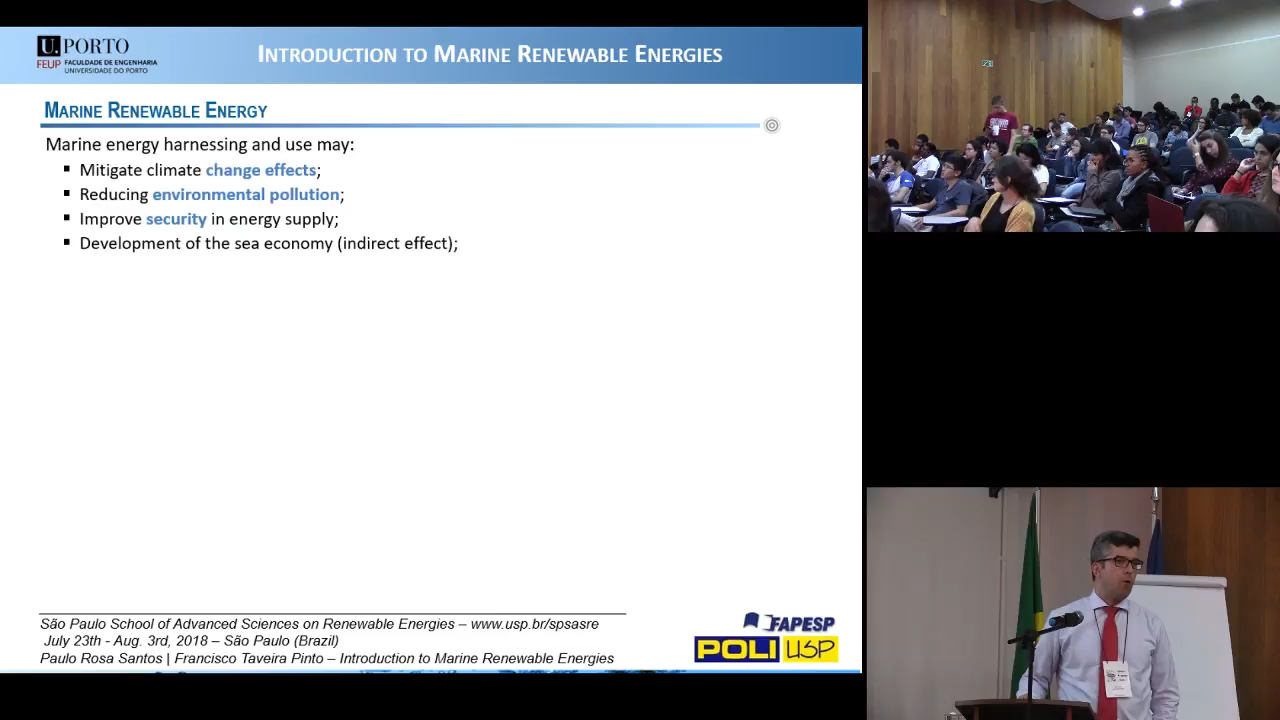 U.PORTO
FEUP FACULDADE DE ENGENHARIA
UNIVERSIDADE DO PORTO
INTRODUCTION TO MARINE RENEWABLE ENERGIES
MARINE RENEWABLE ENERGY
Marine energy harnessing and use may:
▪ Mitigate climate change effects;
▪ Reducing environmental pollution;
▪ Improve security in energy supply;
▪ Development of the sea economy (indirect effect);
São Paulo School of Advanced Sciences on Renewable Energies – www.usp.br/spsasre
July 23th - Aug. 3rd, 2018 – São Paulo (Brazil)
Paulo Rosa Santos | Francisco Taveira Pinto – Introduction to Marine Renewable Energies
FAPESP
POLI USP